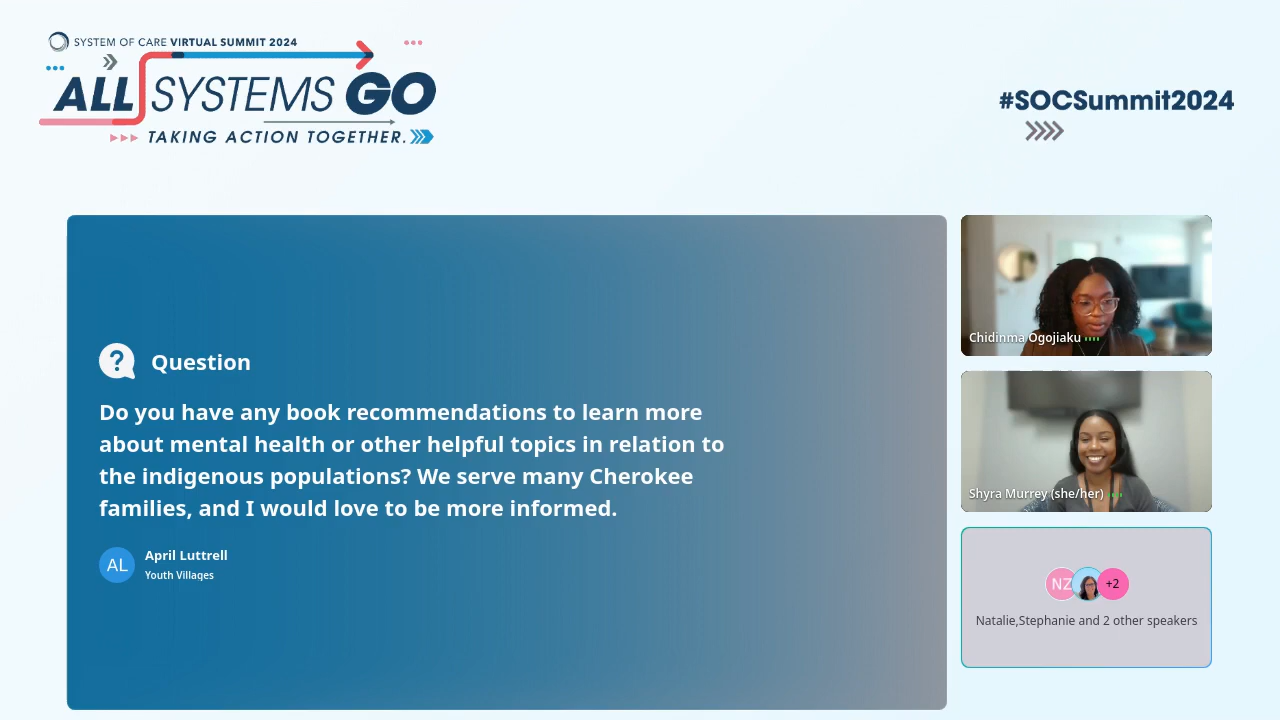 SYSTEM OF CARE VIRTUAL SUMMIT 2024
ALL SYSTEMS GO
TAKING ACTION TOGETHER.
#SOCSummit2024
Question
Do you have any book recommendations to learn more
about mental health or other helpful topics in relation to
the indigenous populations? We serve many Cherokee
families, and I would love to be more informed.
AL
April Luttrell
Youth Villages
Chidinma Ogojiaku
Shyra Murrey (she/her)
NZ
+2
Natalie,Stephanie and 2 other speakers